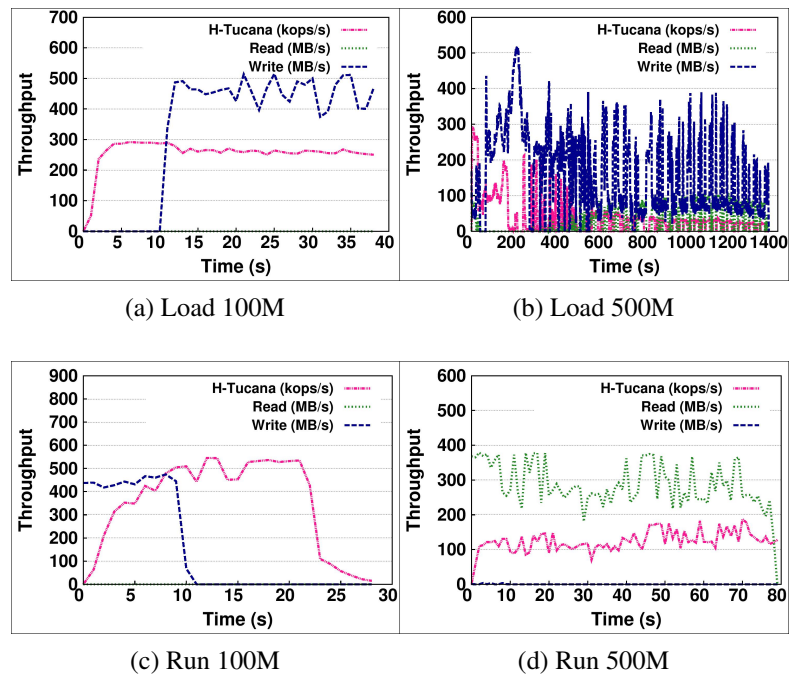 H-Tucana (kops/s)
Read (MB/s)
Write (MB/s)
Throughput
700
600
500
400
300
200
100
0
0 5 10 15 20 25 30 35 40
Time (s)
(a) Load 100M
H-Tucana (kops/s)
Read (MB/s)
Write (MB/s)
Throughput
600
500
400
300
200
100
0
0 200 400 600 800 1000 1200 1400
Time (s)
(b) Load 500M
H-Tucana (kops/s)
Read (MB/s)
Write (MB/s)
Throughput
900
800
700
600
500
400
300
200
100
0
0 5 10 15 20 25 30
Time (s)
(c) Run 100M
H-Tucana (kops/s)
Read (MB/s)
Write (MB/s)
Throughput
600
500
400
300
200
100
0
0 10 20 30 40 50 60 70 80
Time (s)
(d) Run 500M